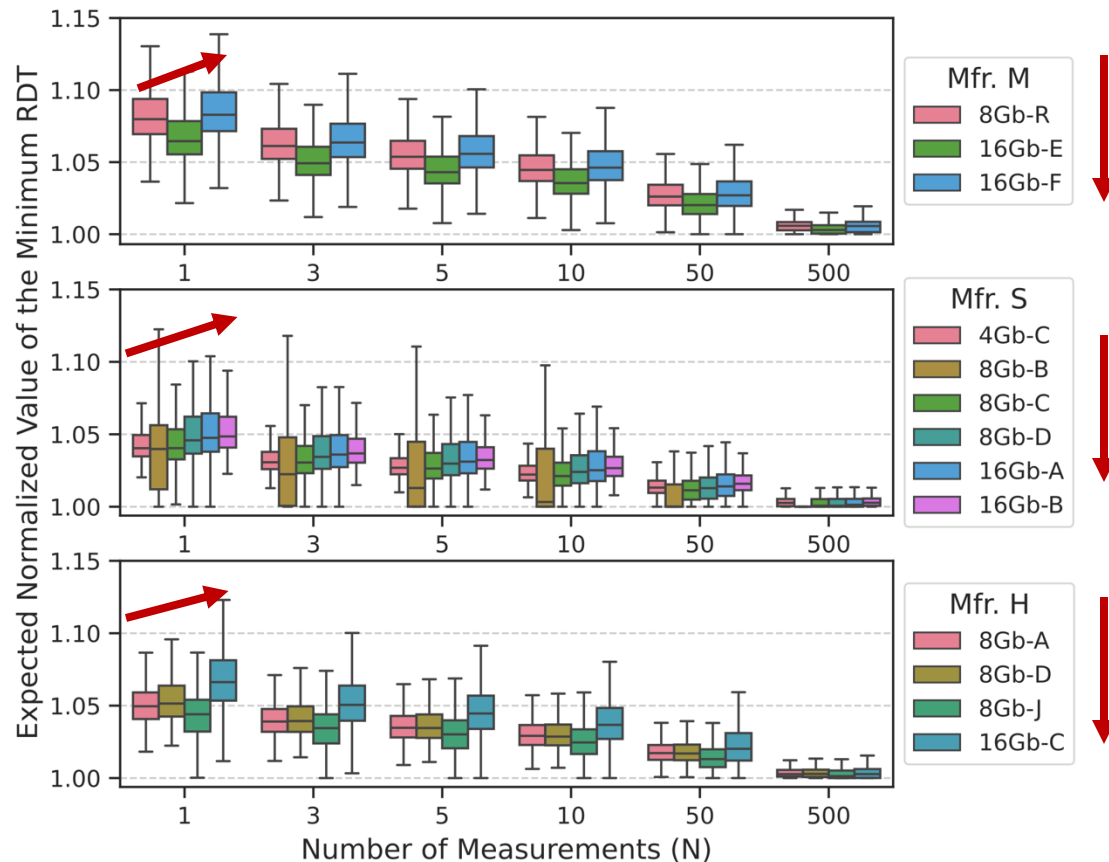 Expected Normalized Value of the Minimum RDT
1.15
1.10
1.05
1.00
1
3
5
10
50
500
Mfr. M
8Gb-R
16Gb-E
16Gb-F
1.15
1.10
1.05
1.00
1
3
5
10
50
500
Mfr. S
4Gb-C
8Gb-B
8Gb-C
8Gb-D
16Gb-A
16Gb-B
1.15
1.10
1.05
1.00
1
3
5
10
50
500
Mfr. H
8Gb-A
8Gb-D
8Gb-J
16Gb-C
Number of Measurements (N)